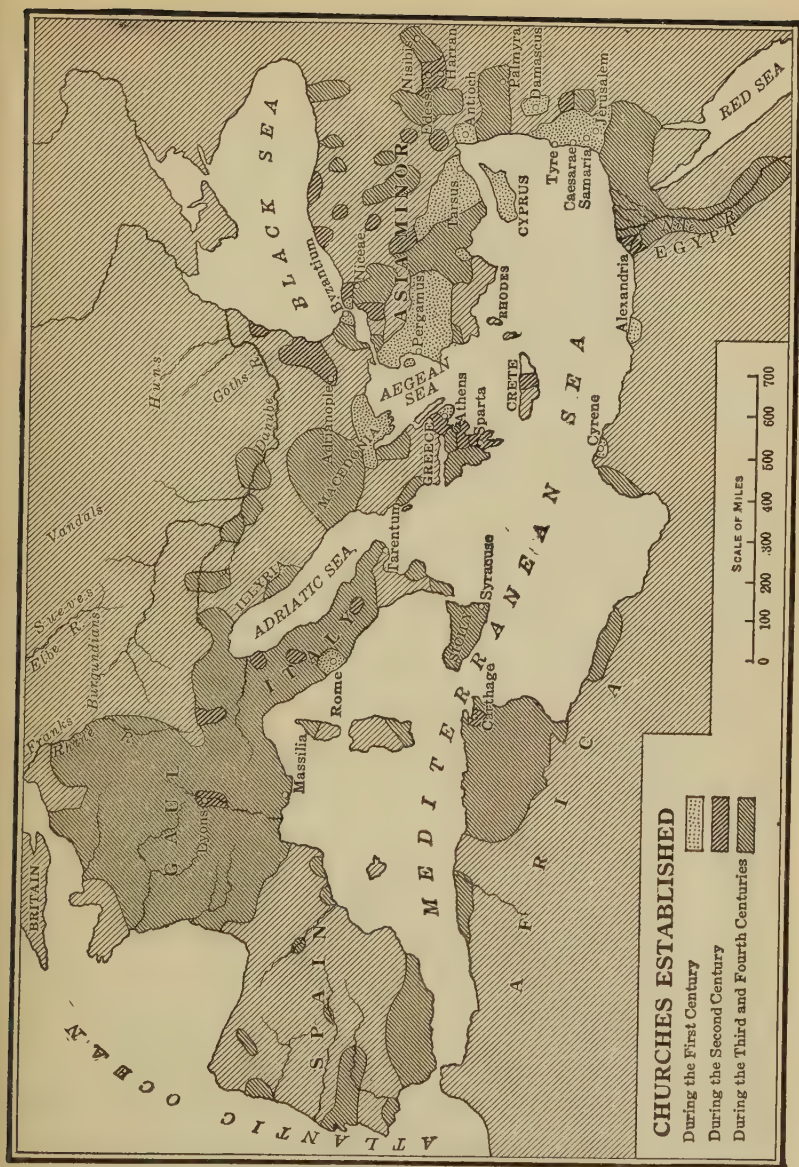 CHURCHES ESTABLISHED
During the First Century
During the Second Century
During the Third and Fourth Centuries
SCALE OF MILES
0 100 200 300 400 500 600 700
BRITAIN
ATLANTIC OCEAN
SPAIN
GAUL
Lyons
Massilia
Franks
Rhine R.
Burgundians
Elbe R.
Sueves
Vandals
Huns
Goths
Danube R.
ITALY
Rome
Tarentum
ADRIATIC SEA
ILLYRIA
SICILY
Syracuse
Carthage
MEDITERRANEAN SEA
AFRICA
MACEDONIA
Adrianople
GREECE
Athens
Sparta
AEGEAN SEA
CRETE
RHODES
CYPRUS
BLACK SEA
Byzantium
Niceae
Pergamus
ASIA MINOR
Tarsus
Nisibis
Edessa
Harran
Antioch
Palmyra
Damascus
Tyre
Caesarae
Samaria
Jerusalem
RED SEA
Nile R.
EGYPT
Alexandria
Cyrene